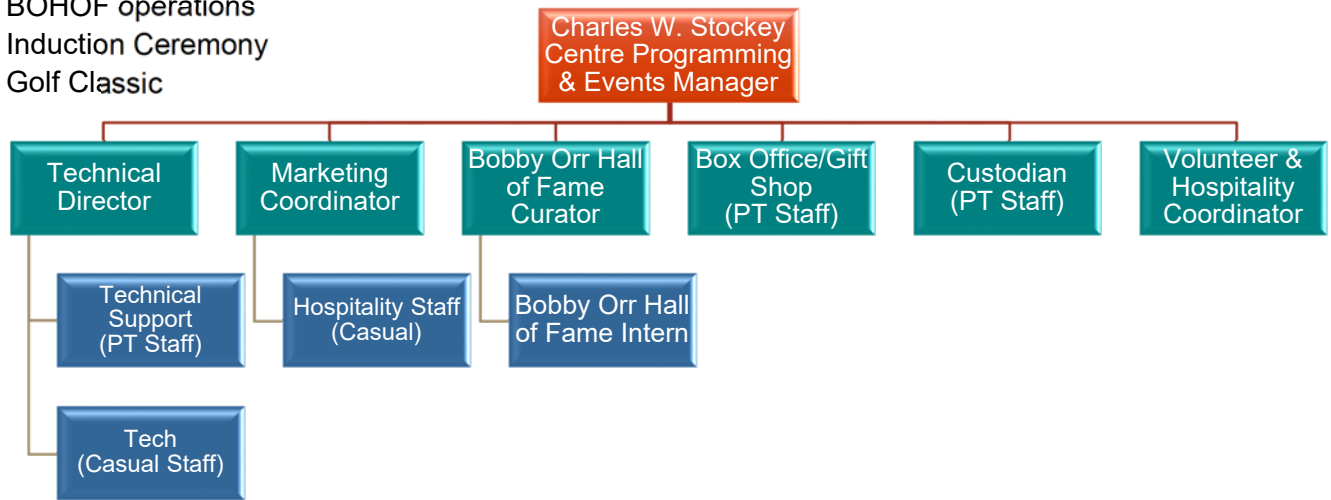 BOHOF operations
Induction Ceremony
Golf Classic
Charles W. Stockey
Centre Programming
& Events Manager
Technical
Director
Marketing
Coordinator
Bobby Orr Hall
of Fame
Curator
Box Office/Gift
Shop
(PT Staff)
Custodian
(PT Staff)
Volunteer &
Hospitality
Coordinator
Technical
Support
(PT Staff)
Hospitality Staff
(Casual)
Bobby Orr Hall
of Fame Intern
Tech
(Casual Staff)